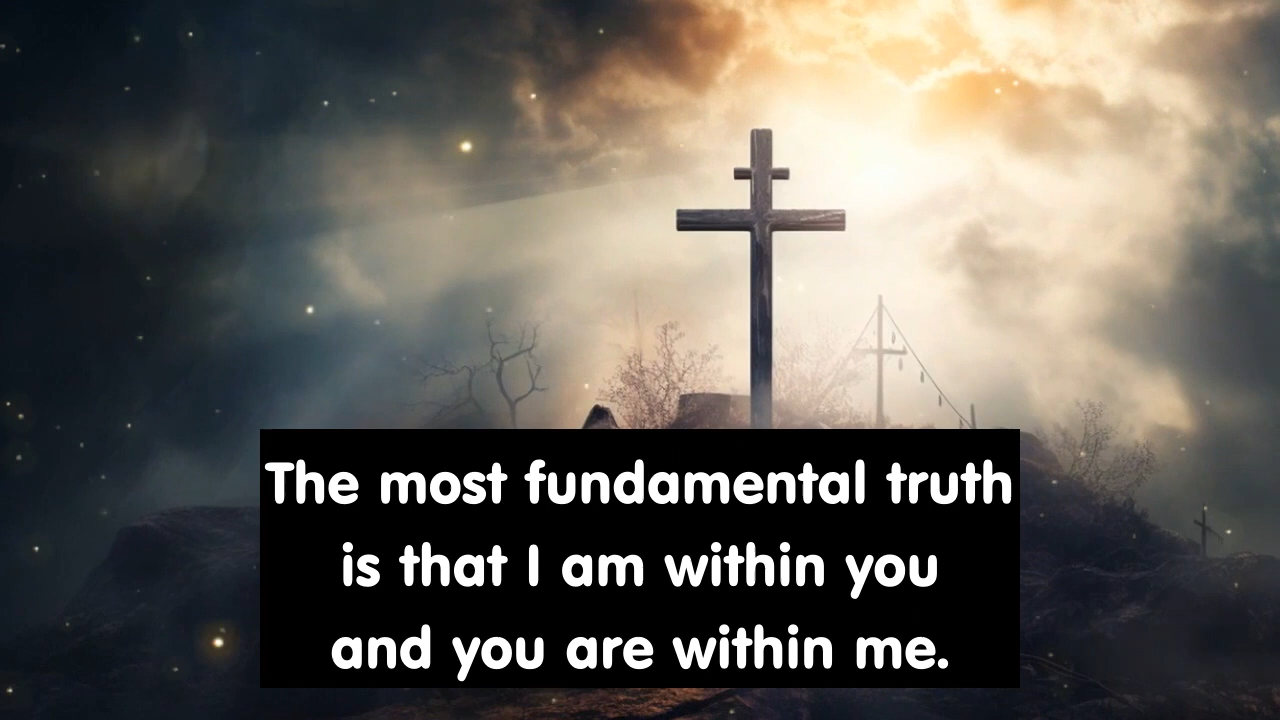 The most fundamental truth
is that I am within you
and you are within me.